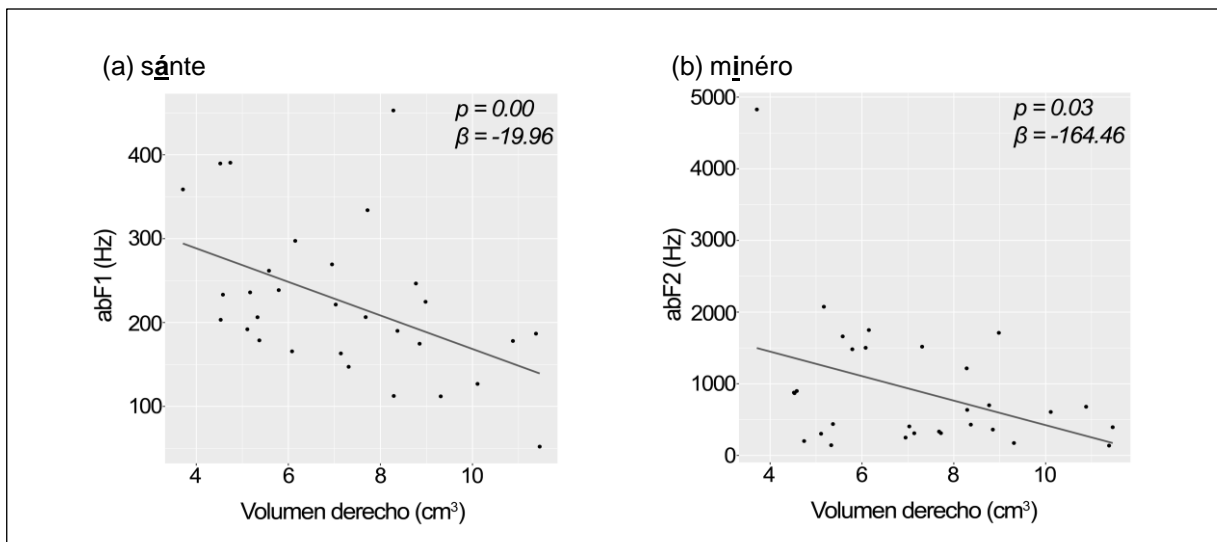 (a) sánte
p = 0.00
β = -19.96
400
300
200
100
abF1 (Hz)
4 6 8 10
Volumen derecho (cm³)
(b) minéro
p = 0.03
β = -164.46
5000
4000
3000
2000
1000
0
abF2 (Hz)
4 6 8 10
Volumen derecho (cm³)